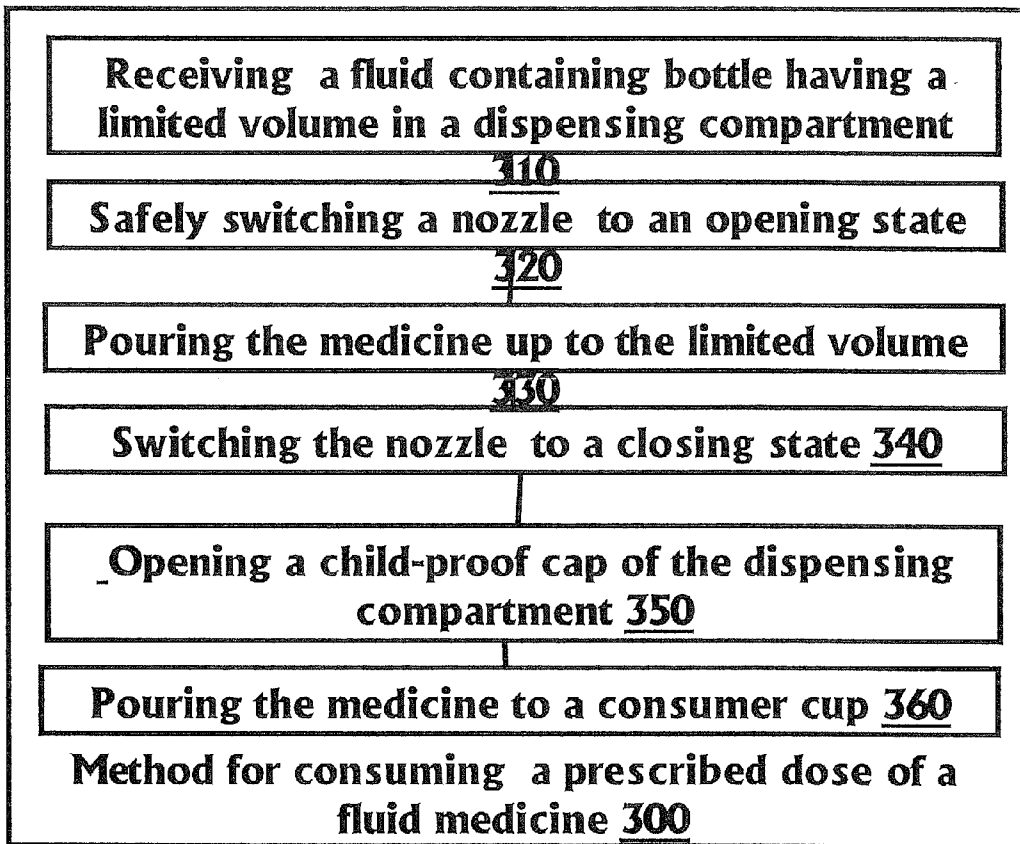 Receiving a fluid containing bottle having a
limited volume in a dispensing compartment
310
Safely switching a nozzle to an opening state
320
Pouring the medicine up to the limited volume
330
Switching the nozzle to a closing state 340
Opening a child-proof cap of the dispensing
compartment 350
Pouring the medicine to a consumer cup 360
Method for consuming a prescribed dose of a
fluid medicine 300